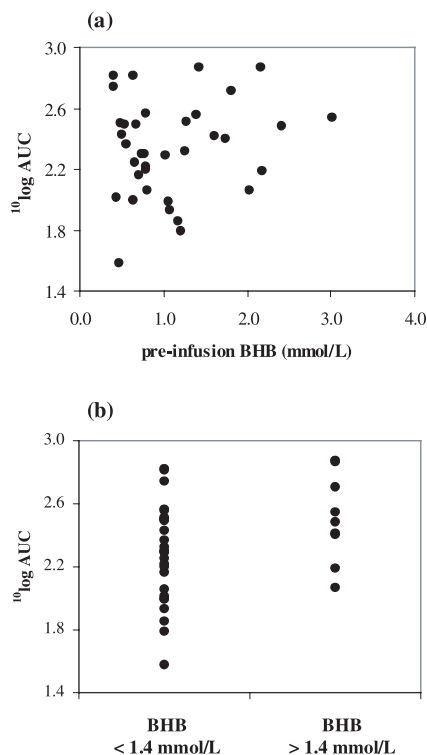 (a)
3.0
2.6
2.2
1.8
1.4
10log AUC
0.0 1.0 2.0 3.0 4.0
pre-infusion BHB (mmol/L)
(b)
3.0
2.6
2.2
1.8
1.4
10log AUC
BHB BHB
< 1.4 mmol/L > 1.4 mmol/L